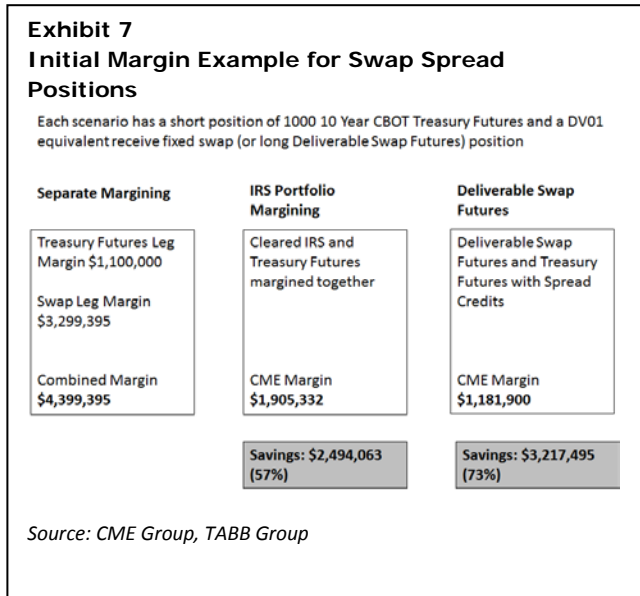 Exhibit 7
Initial Margin Example for Swap Spread
Positions
Each scenario has a short position of 1000 10 Year CBOT Treasury Futures and a DV01
equivalent receive fixed swap (or long Deliverable Swap Futures) position
Separate Margining
Treasury Futures Leg
Margin $1,100,000
Swap Leg Margin
$3,299,395
Combined Margin
$4,399,395
IRS Portfolio
Margining
Cleared IRS and
Treasury Futures
margined together
CME Margin
$1,905,332
Savings: $2,494,063
(57%)
Deliverable Swap
Futures
Deliverable Swap
Futures and Treasury
Futures with Spread
Credits
CME Margin
$1,181,900
Savings: $3,217,495
(73%)
Source: CME Group, TABB Group